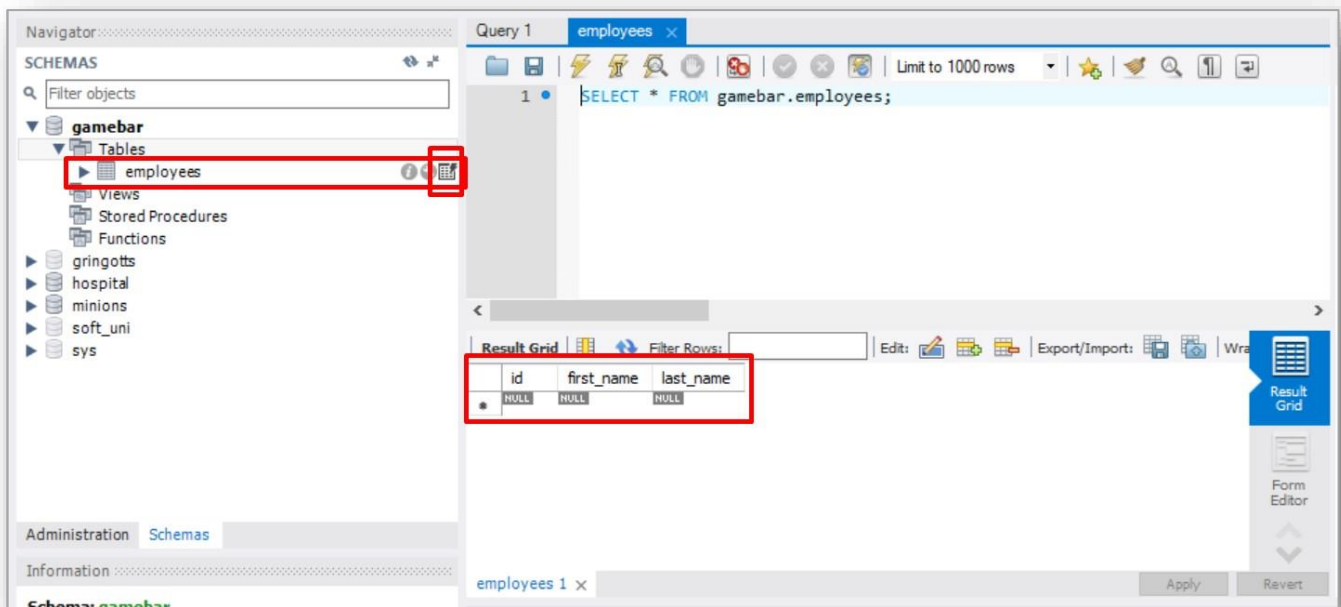 Navigator
SCHEMAS
Filter objects
gamebar
Tables
employees
Views
Stored Procedures
Functions
gringotts
hospital
minions
soft_uni
sys
Administration Schemas
Information
Schema: gamebar
Query 1 employees
Limit to 1000 rows
1 SELECT * FROM gamebar.employees;
Result Grid Filter Rows: Edit: Export/Import: Wra
id first_name last_name
NULL NULL NULL
Result
Grid
Form
Editor
employees 1
Apply Revert